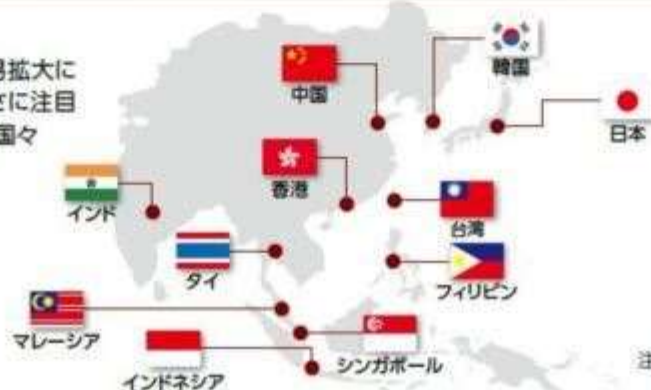 易拡大に
さに注目
国々
中国
韓国
日本
香港
インド
台湾
タイ
フィリピン
マレーシア
シンガポール
インドネシア
注